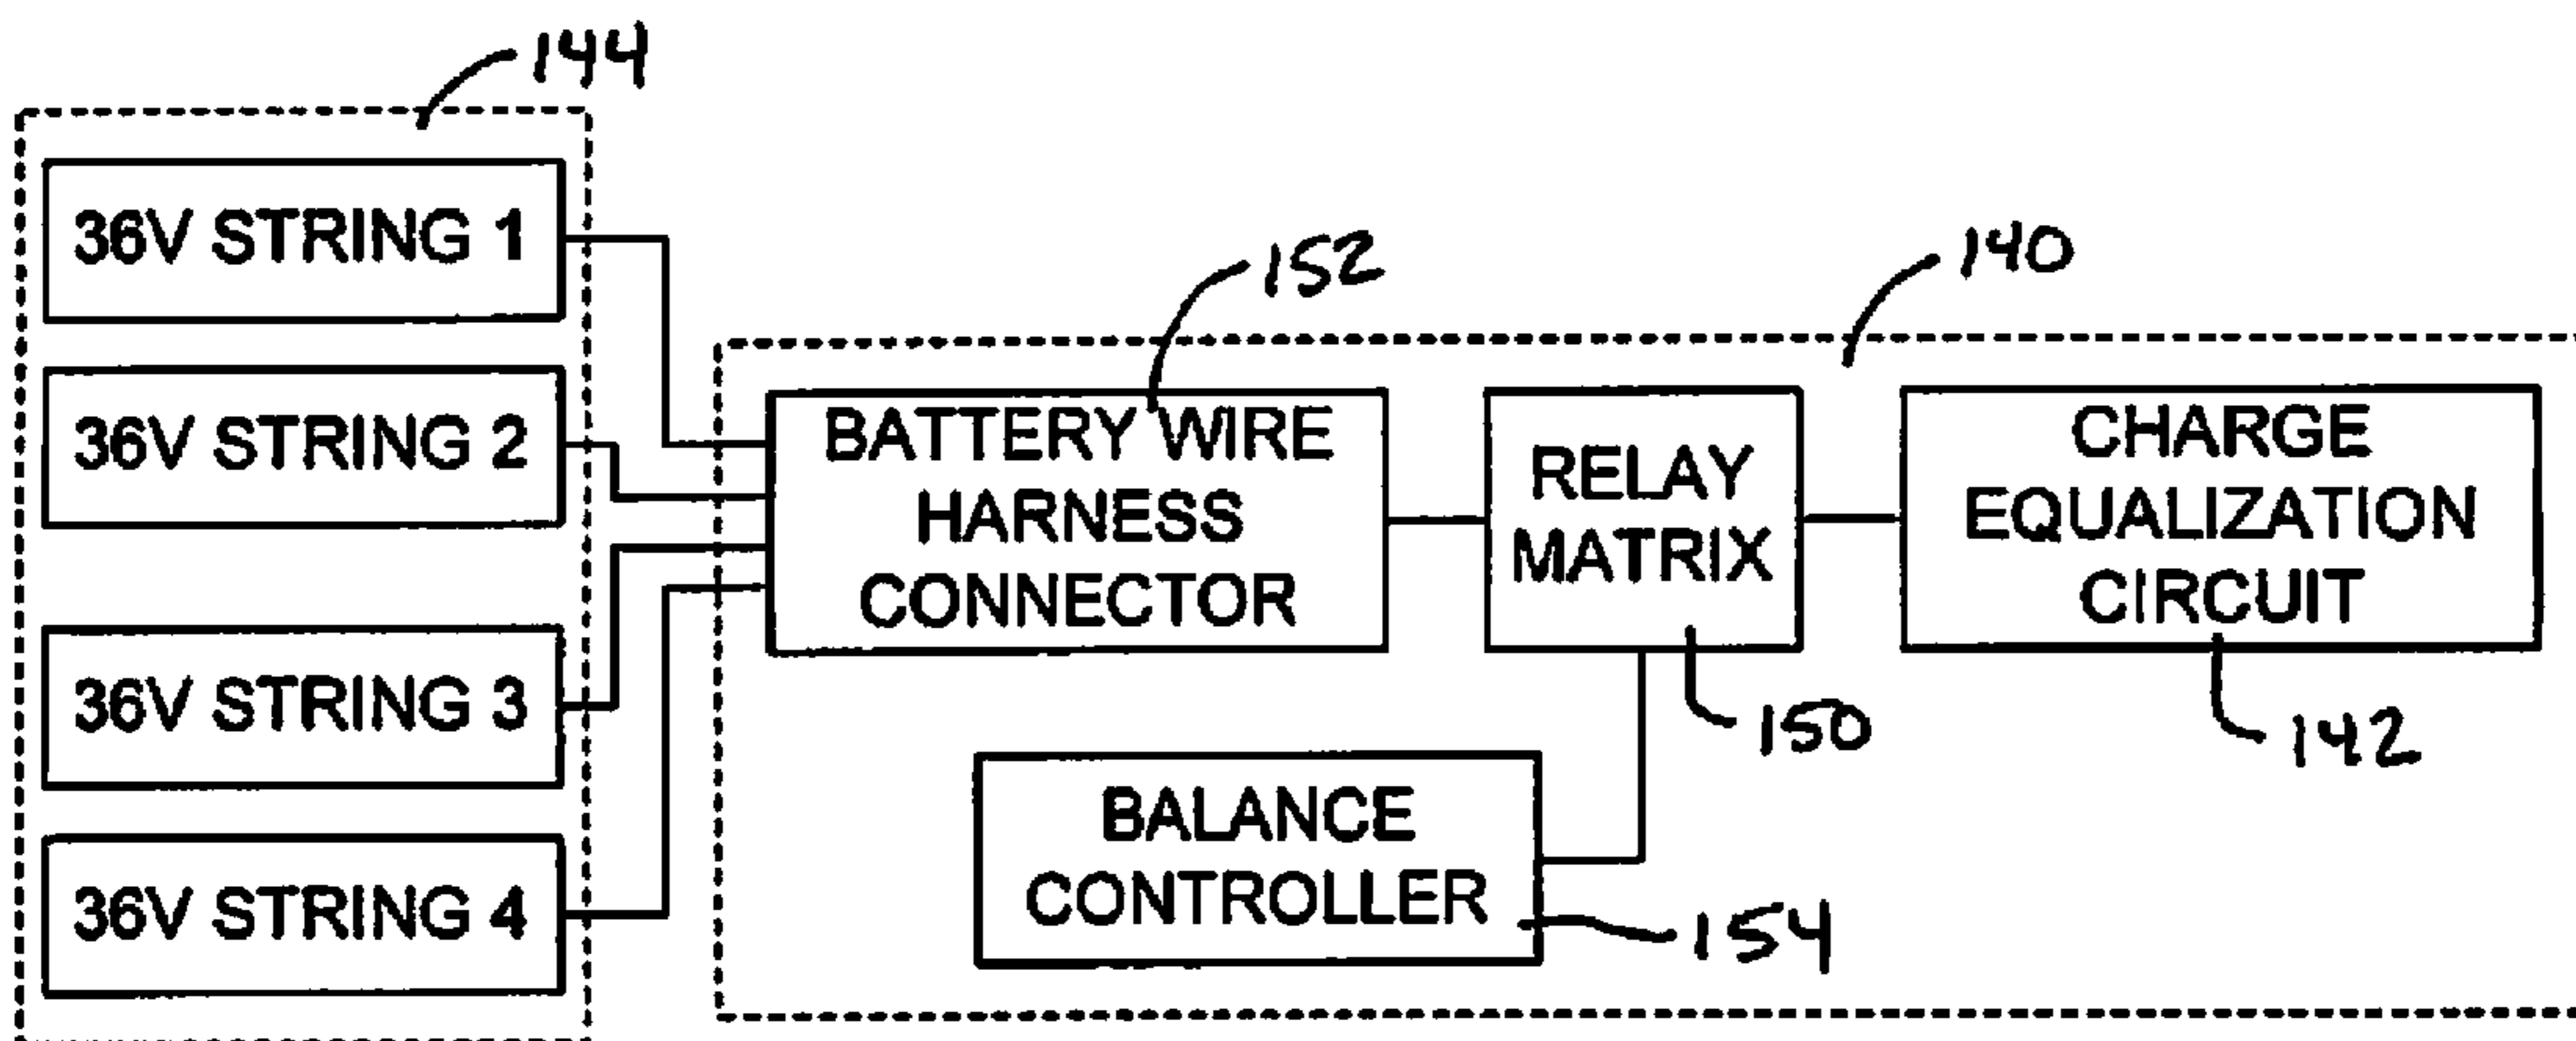 144
36V STRING 1
36V STRING 2
36V STRING 3
36V STRING 4
152
140
BATTERY WIRE
HARNESS
CONNECTOR
RELAY
MATRIX
CHARGE
EQUALIZATION
CIRCUIT
150
142
BALANCE
CONTROLLER
154